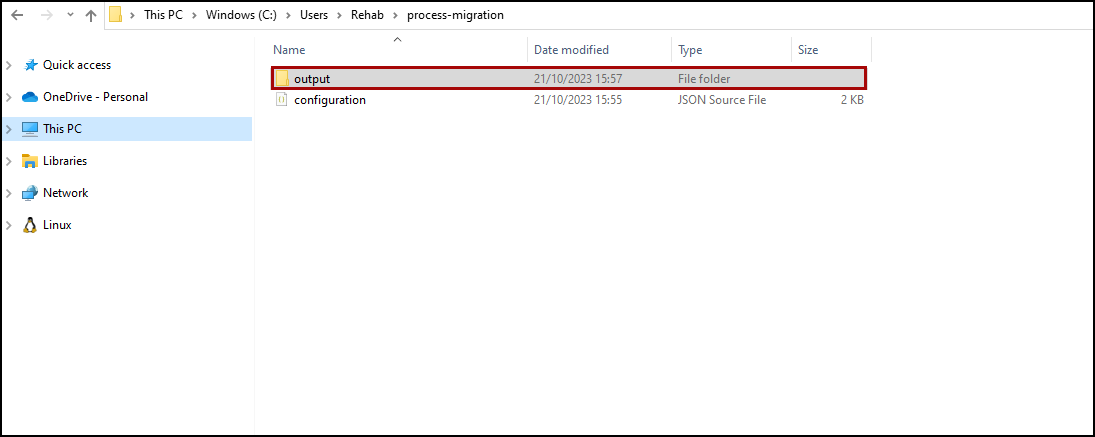 This PC > Windows (C:) > Users > Rehab > process-migration
Name Date modified Type Size
Quick access
OneDrive - Personal
This PC
Libraries
Network
Linux
output 21/10/2023 15:57 File folder
configuration 21/10/2023 15:55 JSON Source File 2 KB